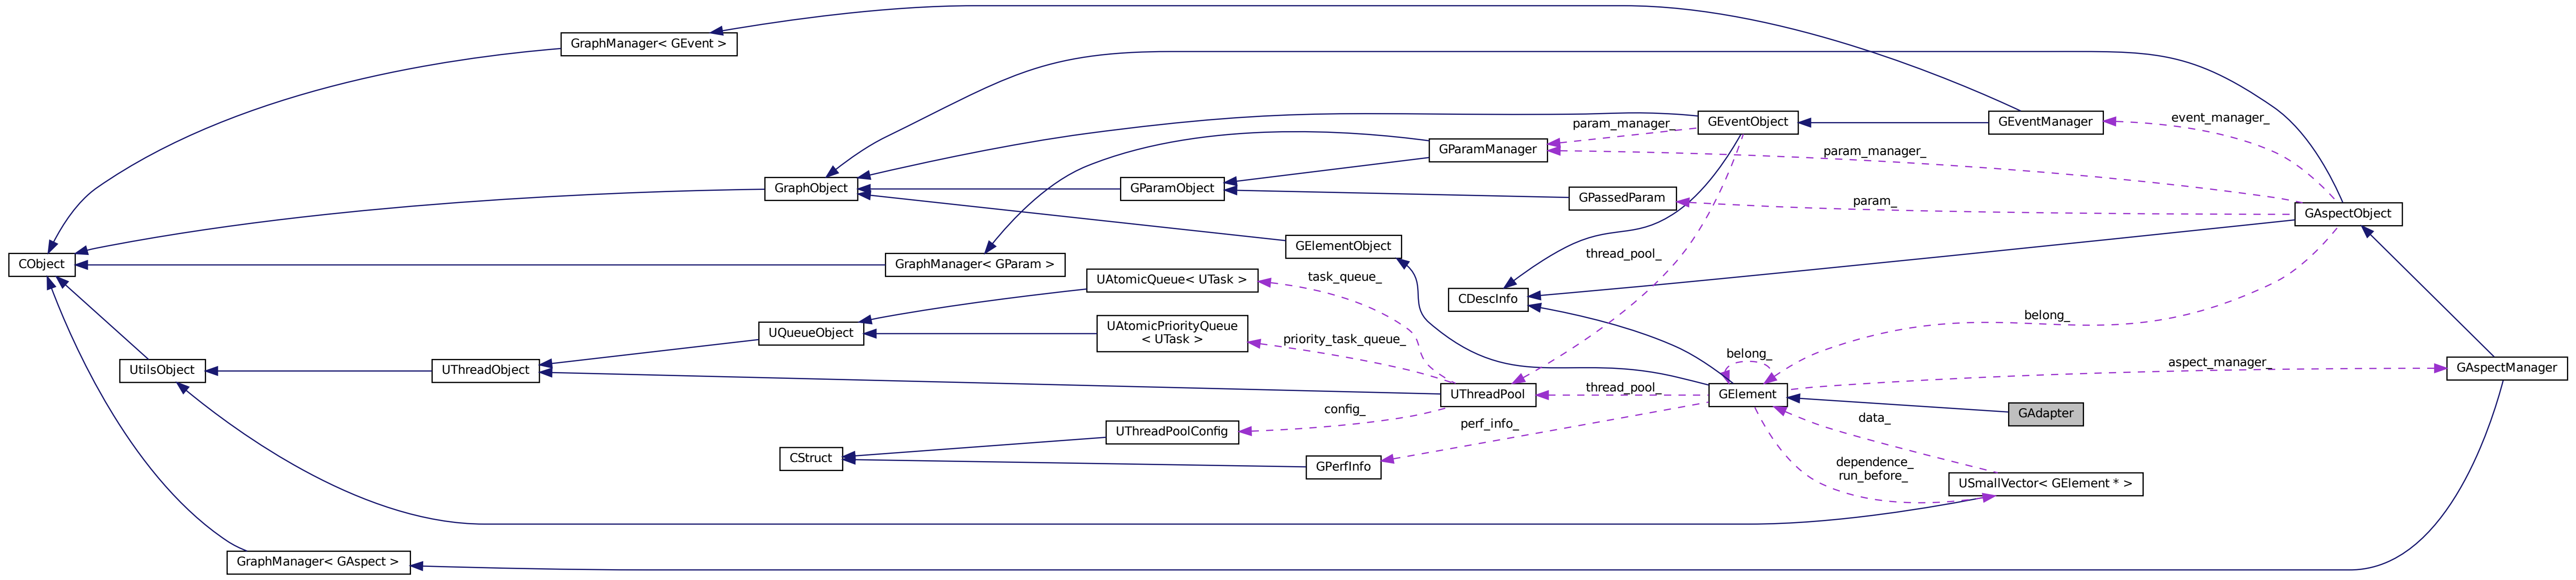 GraphManager< GEvent >
GEventObject
GEventManager
event_manager_
param_manager_
GParamManager
param_manager_
GraphObject
GParamObject
GPassedParam
param_
GAspectObject
GElementObject
thread_pool_
CObject
GraphManager< GParam >
UAtomicQueue< UTask >
task_queue_
CDescInfo
belong_
UQueueObject
UAtomicPriorityQueue
< UTask >
priority_task_queue_
belong_
aspect_manager_
UtilsObject
UThreadObject
GAspectManager
UThreadPool
thread_pool_
GElement
config_
GAdapter
data_
perf_info_
UThreadPoolConfig
CStruct
GPerfInfo
dependence_
run_before_
USmallVector< GElement * >
GraphManager< GAspect >